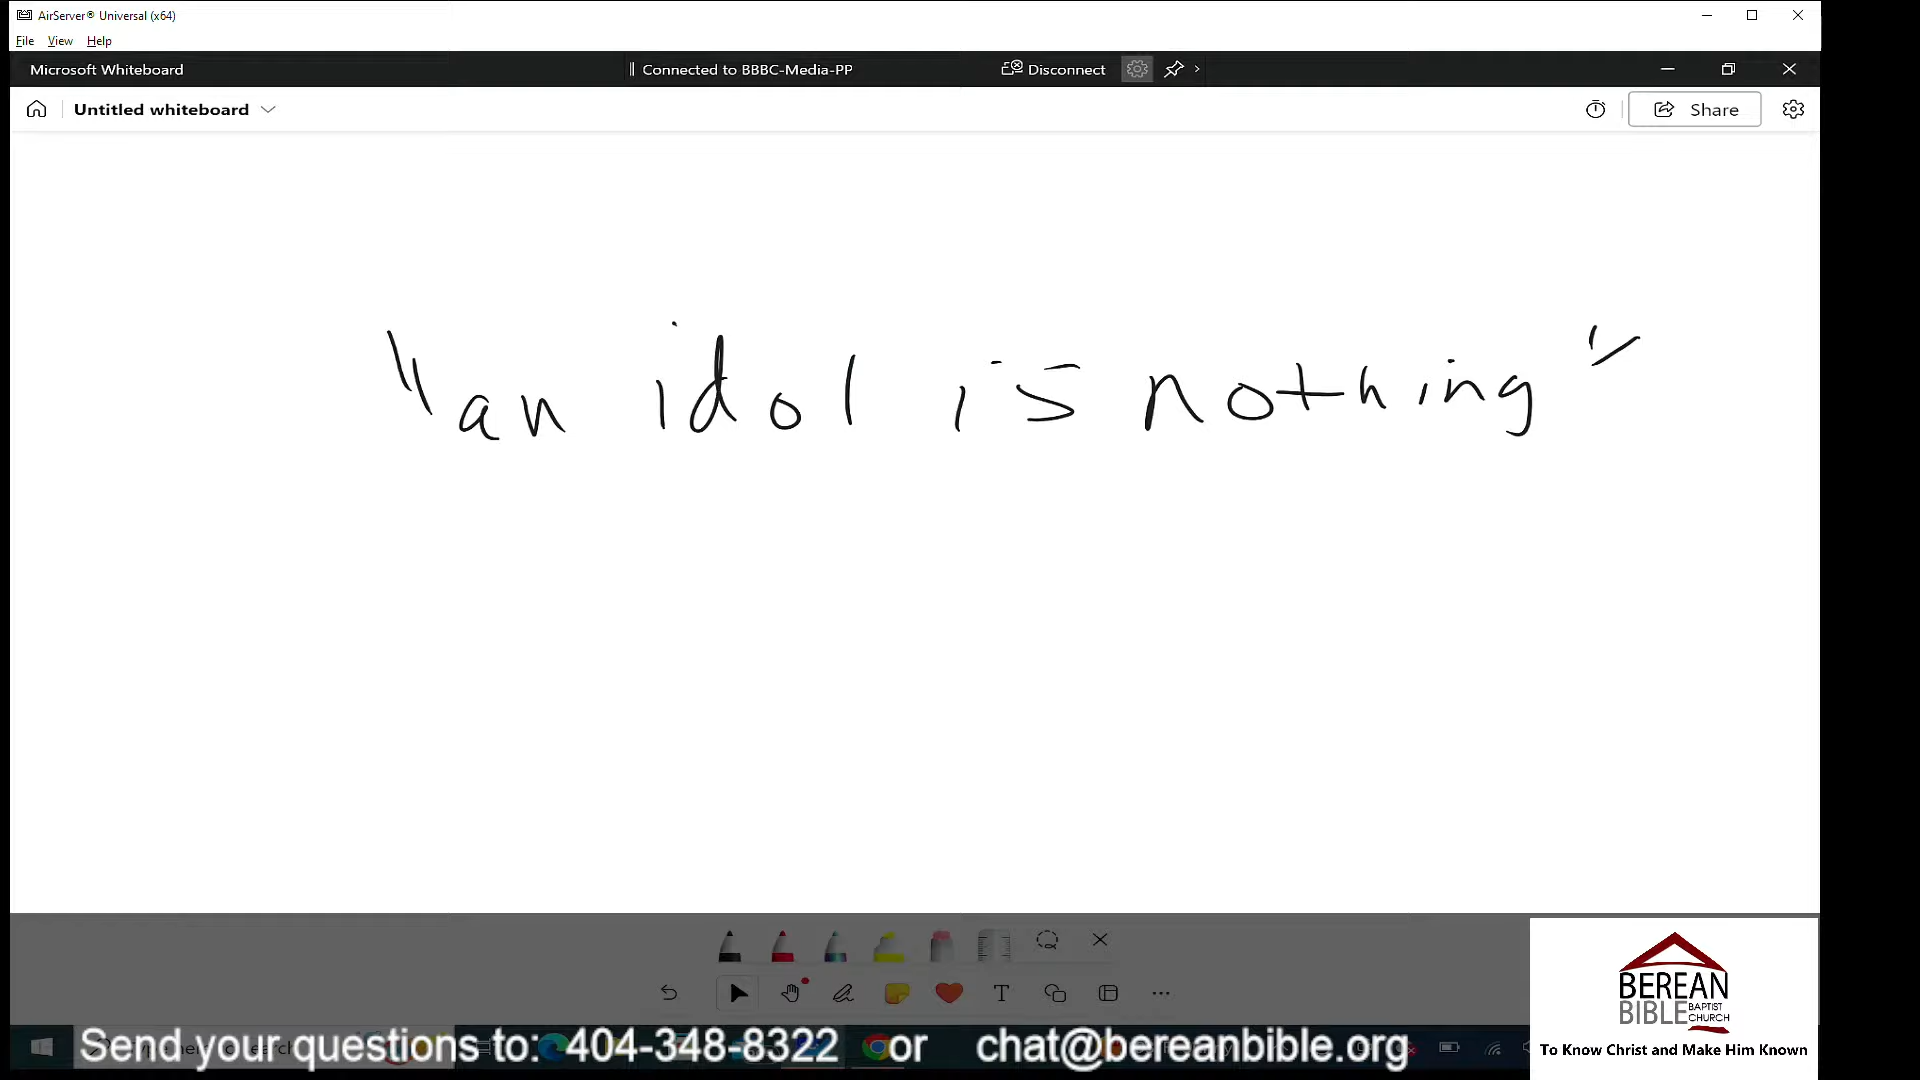 AirServer® Universal (x64)
File View Help
Microsoft Whiteboard
Connected to BBBC-Media-PP
Disconnect
Untitled whiteboard
Share
"an idol is nothing"
T
Send your questions to: 404-348-8322 or chat@bereanbible.org
BEREAN
BIBLE BAPTIST CHURCH
To Know Christ and Make Him Known